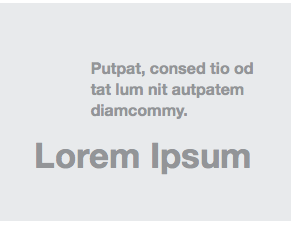 Putpat, consed tio od
tat lum nit autpatem
diamcommy.
Lorem Ipsum